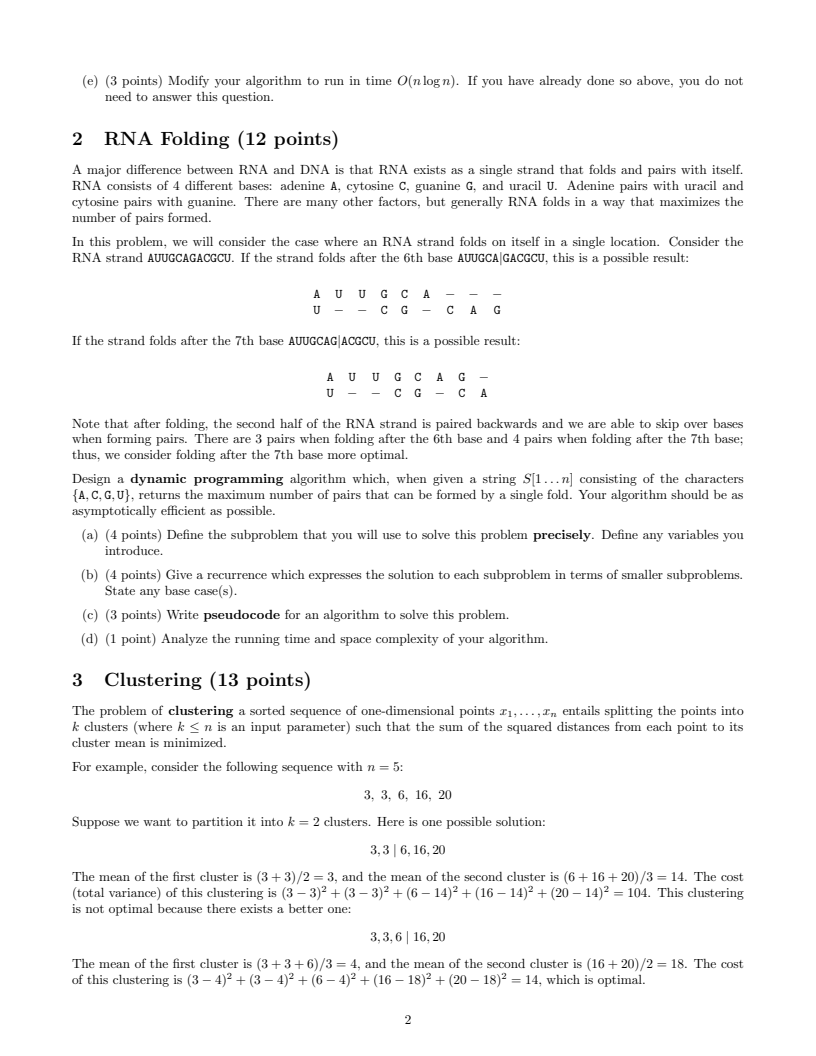 (e) (3 points) Modify your algorithm to run in time O(n log n). If you have already done so above, you do not
need to answer this question.
2 RNA Folding (12 points)
A major difference between RNA and DNA is that RNA exists as a single strand that folds and pairs with itself.
RNA consists of 4 different bases: adenine A, cytosine C, guanine G, and uracil U. Adenine pairs with uracil and
cytosine pairs with guanine. There are many other factors, but generally RNA folds in a way that maximizes the
number of pairs formed.
In this problem, we will consider the case where an RNA strand folds on itself in a single location. Consider the
RNA strand AUUGCAGACGCU. If the strand folds after the 6th base AUUGCA|GACGCU, this is a possible result:
A U U G C A − − −
U − − C G − C A G
If the strand folds after the 7th base AUUGCAG|ACGCU, this is a possible result:
A U U G C A G −
U − − C G − C A
Note that after folding, the second half of the RNA strand is paired backwards and we are able to skip over bases
when forming pairs. There are 3 pairs when folding after the 6th base and 4 pairs when folding after the 7th base;
thus, we consider folding after the 7th base more optimal.
Design a dynamic programming algorithm which, when given a string S[1 . . . n] consisting of the characters
{A, C, G, U}, returns the maximum number of pairs that can be formed by a single fold. Your algorithm should be as
asymptotically efficient as possible.
(a) (4 points) Define the subproblem that you will use to solve this problem precisely. Define any variables you
introduce.
(b) (4 points) Give a recurrence which expresses the solution to each subproblem in terms of smaller subproblems.
State any base case(s).
(c) (3 points) Write pseudocode for an algorithm to solve this problem.
(d) (1 point) Analyze the running time and space complexity of your algorithm.
3 Clustering (13 points)
The problem of clustering a sorted sequence of one-dimensional points x₁, . . . , xₙ entails splitting the points into
k clusters (where k ≤ n is an input parameter) such that the sum of the squared distances from each point to its
cluster mean is minimized.
For example, consider the following sequence with n = 5:
3, 3, 6, 16, 20
Suppose we want to partition it into k = 2 clusters. Here is one possible solution:
3, 3 | 6, 16, 20
The mean of the first cluster is (3 + 3)/2 = 3, and the mean of the second cluster is (6 + 16 + 20)/3 = 14. The cost
(total variance) of this clustering is (3 − 3)² + (3 − 3)² + (6 − 14)² + (16 − 14)² + (20 − 14)² = 104. This clustering
is not optimal because there exists a better one:
3, 3, 6 | 16, 20
The mean of the first cluster is (3 + 3 + 6)/3 = 4, and the mean of the second cluster is (16 + 20)/2 = 18. The cost
of this clustering is (3 − 4)² + (3 − 4)² + (6 − 4)² + (16 − 18)² + (20 − 18)² = 14, which is optimal.
2